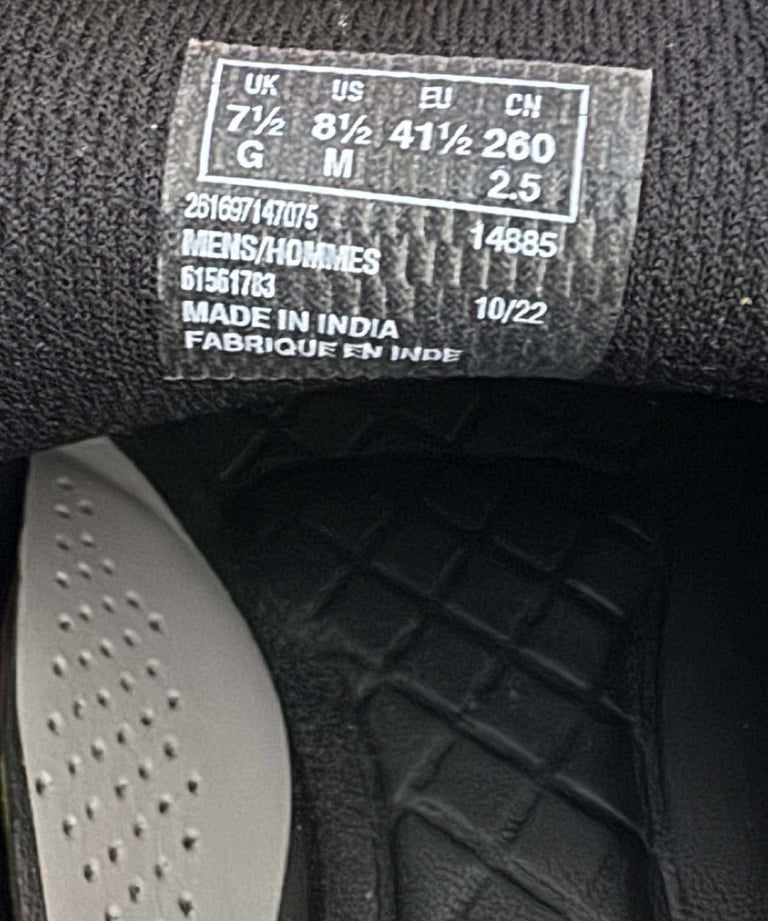 UK US EU CN
7½ 8½ 41½ 260
G M 2.5
261697147075 14885
MENS/HOMMES
61561783 10/22
MADE IN INDIA
FABRIQUE EN INDE